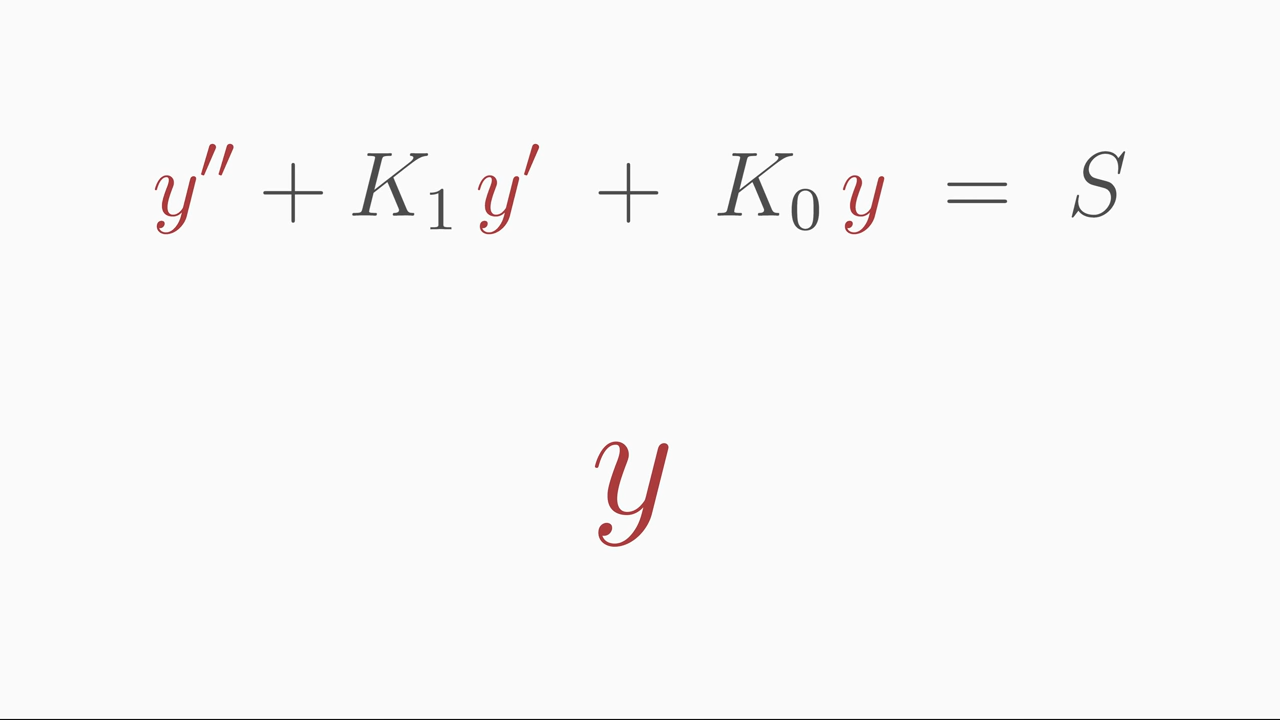 y'' + K₁ y' + K₀ y = S
y